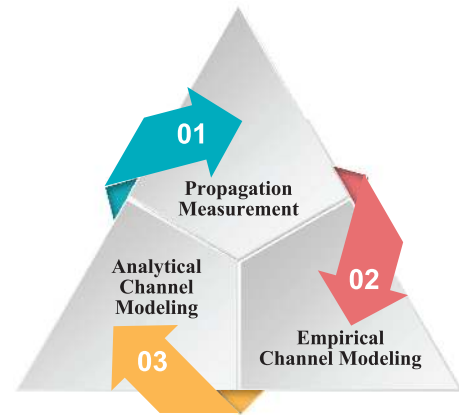 01
Propagation
Measurement
02
Empirical
Channel Modeling
03
Analytical
Channel
Modeling